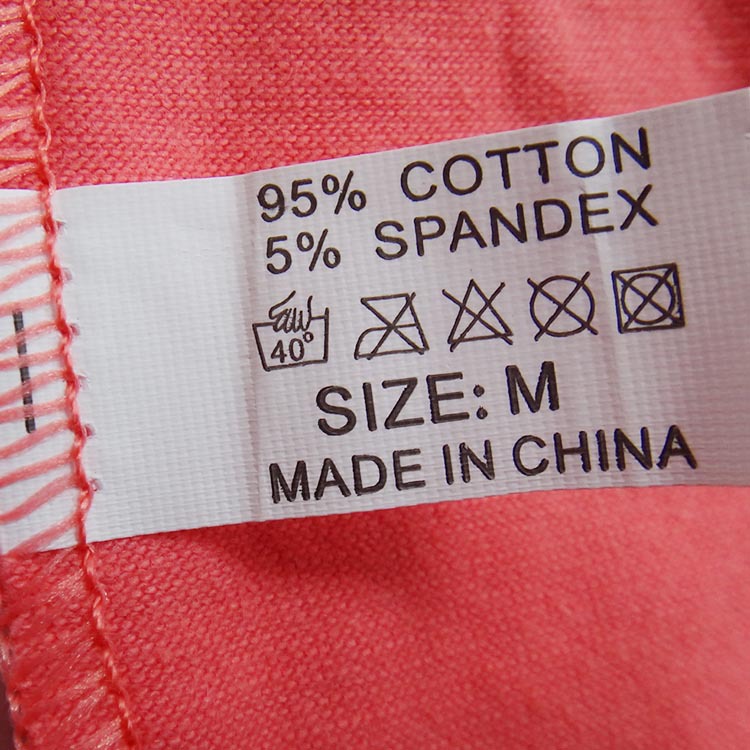 95% COTTON
5% SPANDEX
40°
SIZE: M
MADE IN CHINA